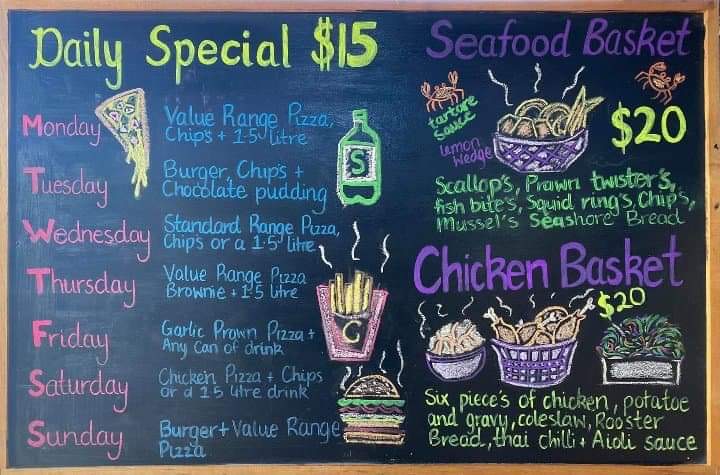 Daily Special $15
Monday
Value Range Pizza,
Chips + 1.5 litre
Tuesday
Burger, Chip's +
Chocolate pudding
Wednesday
Standard Range Pizza,
Chips or a 1.5 litre
Thursday
Value Range Pizza
Brownie + 1.5 litre
Friday
Garlic Prown Pizza +
Any Can of drink
Saturday
Chicken Pizza + Chips
or a 1.5 litre drink
Sunday
Burger + Value Range
Pizza
S
G
Seafood Basket
tartare
sauce
lemon
wedge
$20
Scallop's, Prawn twister's,
fish bite's, Squid ring's, Chip's,
Mussel's Seashore Bread
Chicken Basket
$20
Six piece's of chicken, potatoe
and gravy, coleslaw, Rooster
Bread, thai chilli + Aioli sauce